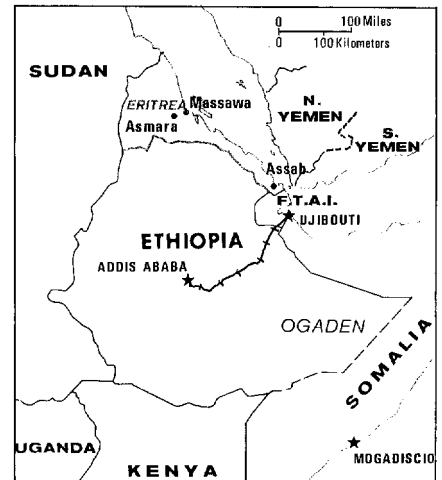 0 100 Miles
0 100 Kilometers
SUDAN
ERITREA
Massawa
Asmara
N.
YEMEN
S.
YEMEN
Assab
F.T.A.I.
DJIBOUTI
ETHIOPIA
ADDIS ABABA
OGADEN
SOMALIA
UGANDA
KENYA
MOGADISCIO